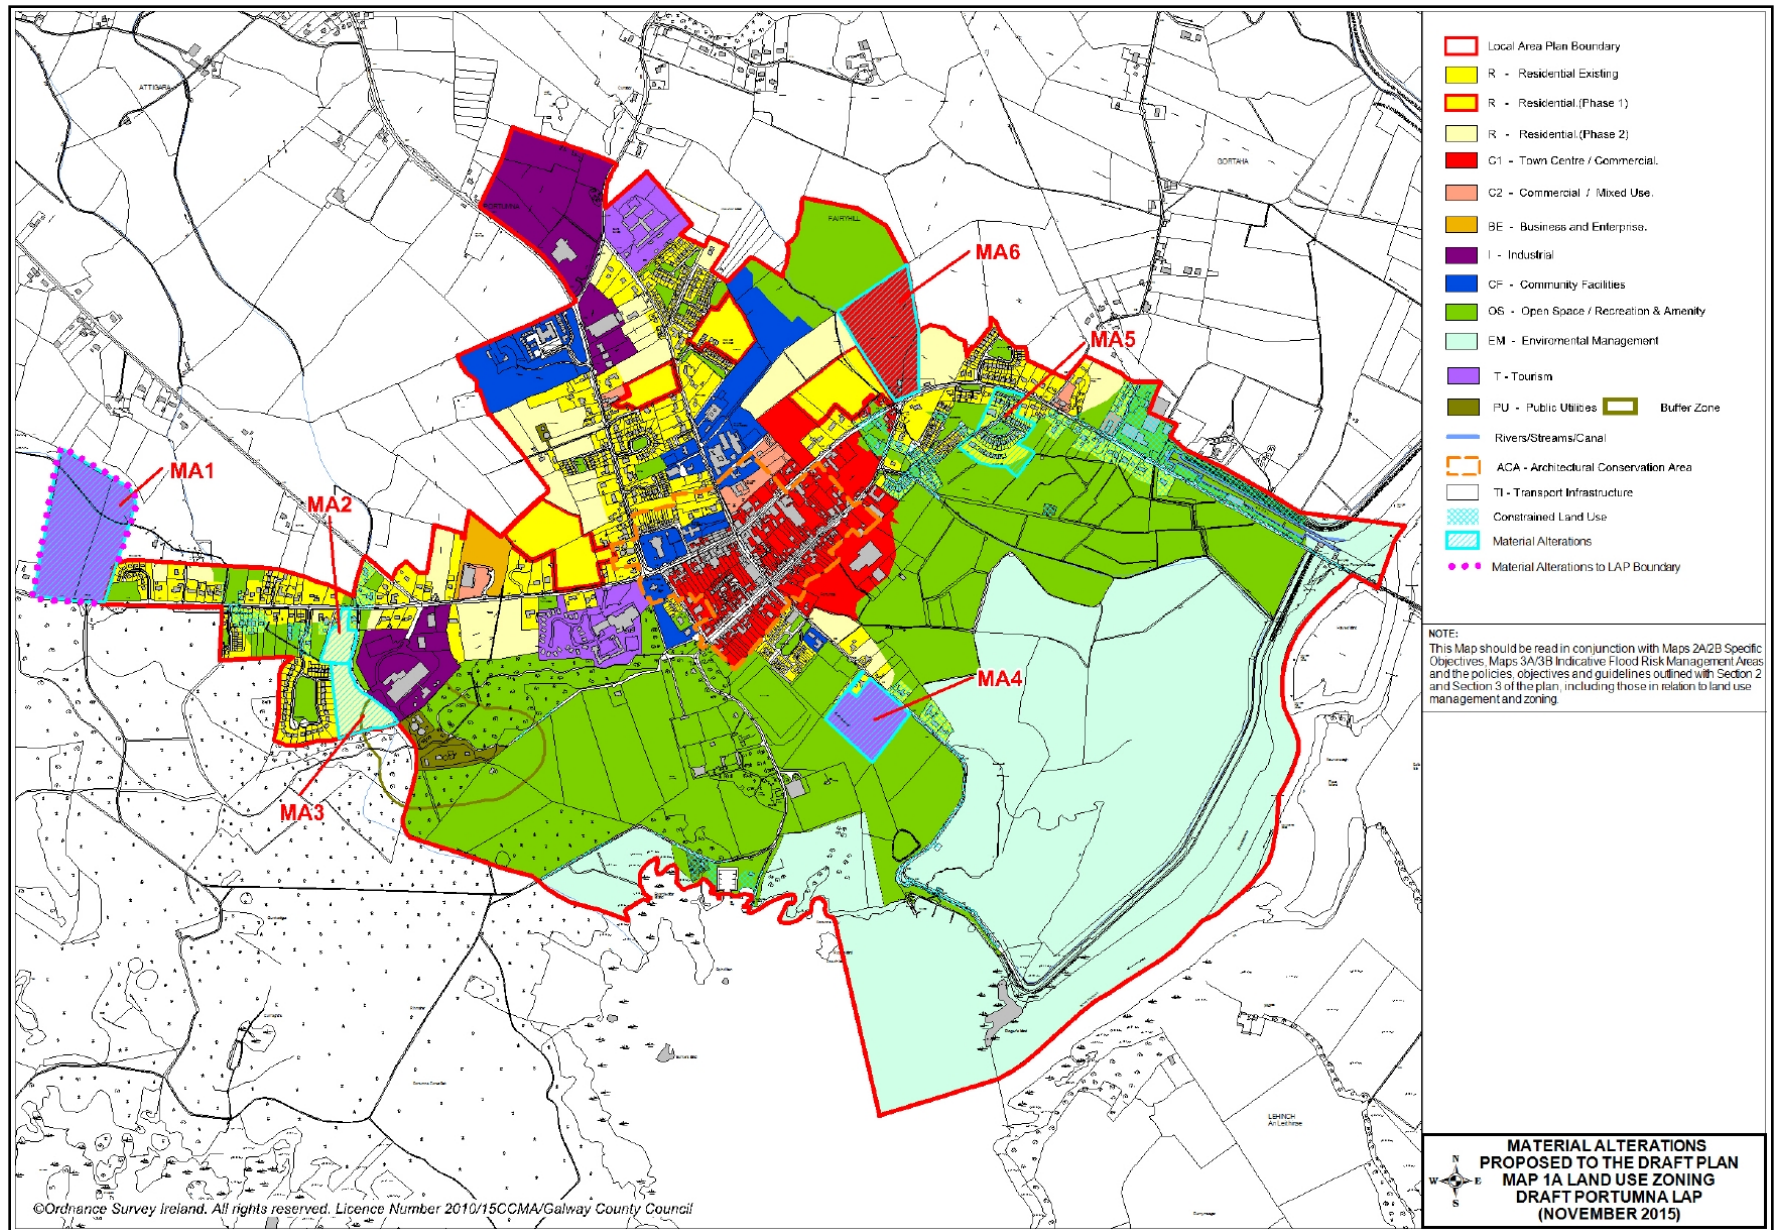 ATTIGARA
PORTUMNA
FAIRYHILL
GORTAHA
MA6
MA5
MA1
MA2
MA4
MA3
LEHINCH
An Leithinse
©Ordnance Survey Ireland. All rights reserved. Licence Number 2010/15CCMA/Galway County Council
Local Area Plan Boundary
R - Residential Existing
R - Residential.(Phase 1)
R - Residential.(Phase 2)
C1 - Town Centre / Commercial.
C2 - Commercial / Mixed Use.
BE - Business and Enterprise.
I - Industrial
CF - Community Facilities
OS - Open Space / Recreation & Amenity
EM - Enviromental Management
T - Tourism
PU - Public Utilities Buffer Zone
Rivers/Streams/Canal
ACA - Architectural Conservation Area
TI - Transport Infrastructure
Constrained Land Use
Material Alterations
Material Alterations to LAP Boundary
NOTE:
This Map should be read in conjunction with Maps 2A/2B Specific
Objectives, Maps 3A/3B Indicative Flood Risk Management Areas
and the policies, objectives and guidelines outlined with Section 2
and Section 3 of the plan, including those in relation to land use
management and zoning.
N
W E
S
MATERIAL ALTERATIONS
PROPOSED TO THE DRAFT PLAN
MAP 1A LAND USE ZONING
DRAFT PORTUMNA LAP
(NOVEMBER 2015)